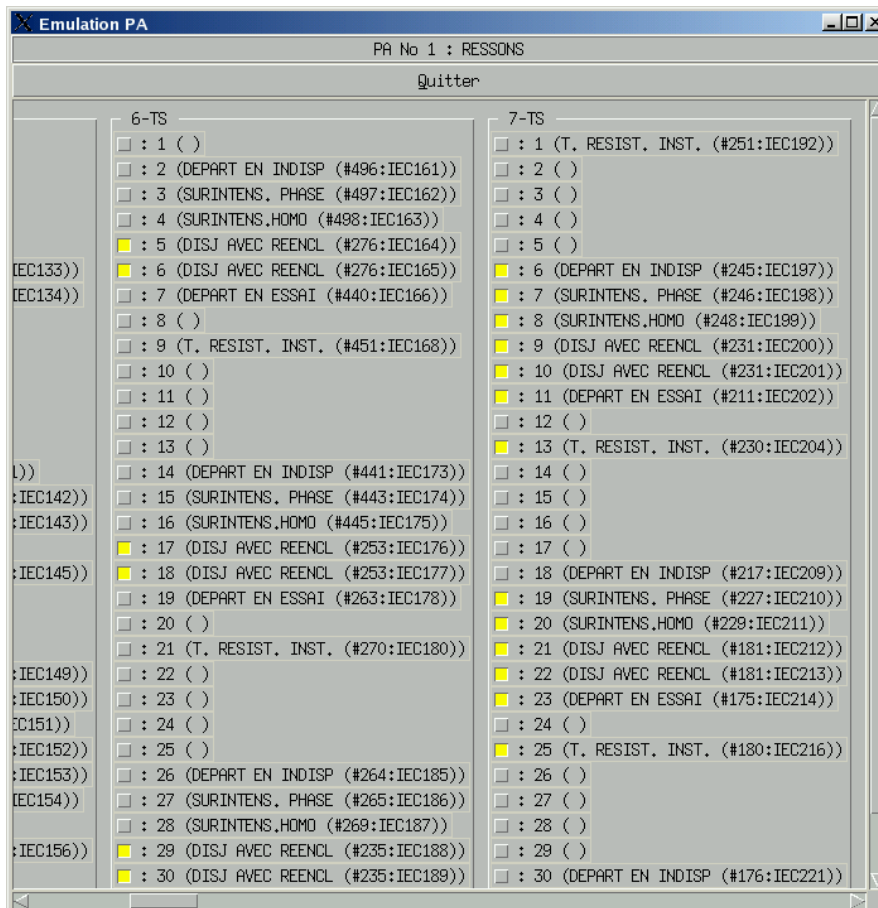 Emulation PA
PA No 1 : RESSONS
Quitter
IEC133))
IEC134))
1))
:IEC142))
:IEC143))
:IEC145))
:IEC149))
:IEC150))
EC151))
:IEC152))
:IEC153))
IEC154))
:IEC156))
6-TS
: 1 ( )
: 2 (DEPART EN INDISP (#496:IEC161))
: 3 (SURINTENS. PHASE (#497:IEC162))
: 4 (SURINTENS.HOMO (#498:IEC163))
: 5 (DISJ AVEC REENCL (#276:IEC164))
: 6 (DISJ AVEC REENCL (#276:IEC165))
: 7 (DEPART EN ESSAI (#440:IEC166))
: 8 ( )
: 9 (T. RESIST. INST. (#451:IEC168))
: 10 ( )
: 11 ( )
: 12 ( )
: 13 ( )
: 14 (DEPART EN INDISP (#441:IEC173))
: 15 (SURINTENS. PHASE (#443:IEC174))
: 16 (SURINTENS.HOMO (#445:IEC175))
: 17 (DISJ AVEC REENCL (#253:IEC176))
: 18 (DISJ AVEC REENCL (#253:IEC177))
: 19 (DEPART EN ESSAI (#263:IEC178))
: 20 ( )
: 21 (T. RESIST. INST. (#270:IEC180))
: 22 ( )
: 23 ( )
: 24 ( )
: 25 ( )
: 26 (DEPART EN INDISP (#264:IEC185))
: 27 (SURINTENS. PHASE (#265:IEC186))
: 28 (SURINTENS.HOMO (#269:IEC187))
: 29 (DISJ AVEC REENCL (#235:IEC188))
: 30 (DISJ AVEC REENCL (#235:IEC189))
7-TS
: 1 (T. RESIST. INST. (#251:IEC192))
: 2 ( )
: 3 ( )
: 4 ( )
: 5 ( )
: 6 (DEPART EN INDISP (#245:IEC197))
: 7 (SURINTENS. PHASE (#246:IEC198))
: 8 (SURINTENS.HOMO (#248:IEC199))
: 9 (DISJ AVEC REENCL (#231:IEC200))
: 10 (DISJ AVEC REENCL (#231:IEC201))
: 11 (DEPART EN ESSAI (#211:IEC202))
: 12 ( )
: 13 (T. RESIST. INST. (#230:IEC204))
: 14 ( )
: 15 ( )
: 16 ( )
: 17 ( )
: 18 (DEPART EN INDISP (#217:IEC209))
: 19 (SURINTENS. PHASE (#227:IEC210))
: 20 (SURINTENS.HOMO (#229:IEC211))
: 21 (DISJ AVEC REENCL (#181:IEC212))
: 22 (DISJ AVEC REENCL (#181:IEC213))
: 23 (DEPART EN ESSAI (#175:IEC214))
: 24 ( )
: 25 (T. RESIST. INST. (#180:IEC216))
: 26 ( )
: 27 ( )
: 28 ( )
: 29 ( )
: 30 (DEPART EN INDISP (#176:IEC221))